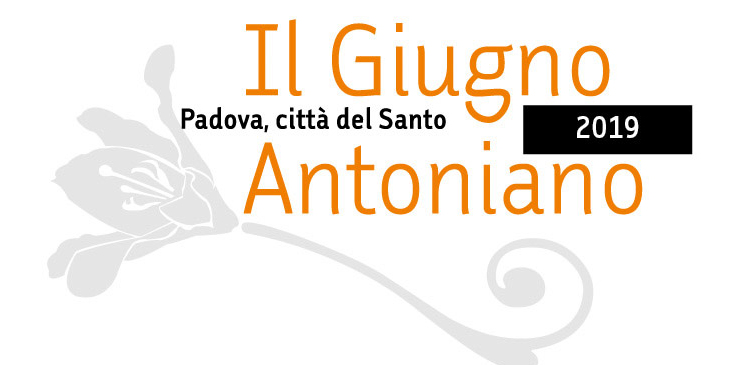 Il Giugno
Padova, città del Santo
2019
Antoniano